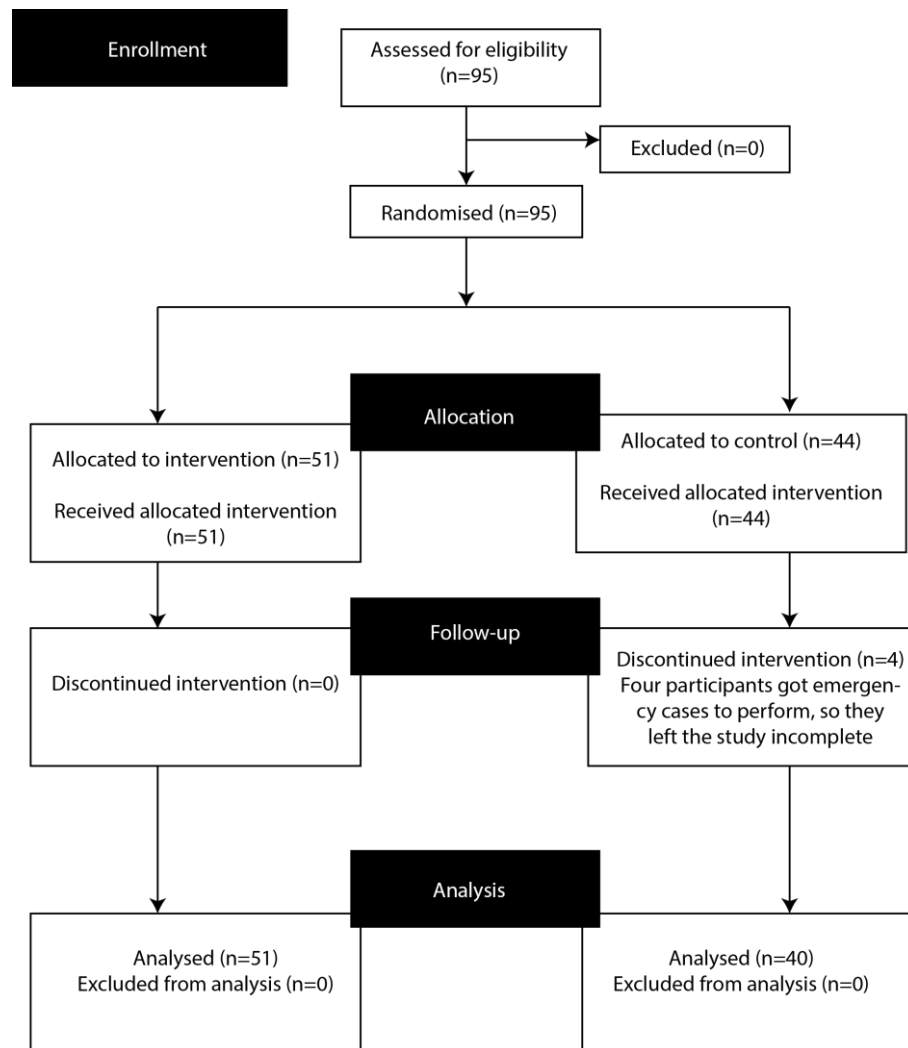 Enrollment
Assessed for eligibility
(n=95)
Excluded (n=0)
Randomised (n=95)
Allocation
Allocated to intervention (n=51)
Received allocated intervention
(n=51)
Allocated to control (n=44)
Received allocated intervention
(n=44)
Follow-up
Discontinued intervention (n=0)
Discontinued intervention (n=4)
Four participants got emergen-
cy cases to perform, so they
left the study incomplete
Analysis
Analysed (n=51)
Excluded from analysis (n=0)
Analysed (n=40)
Excluded from analysis (n=0)